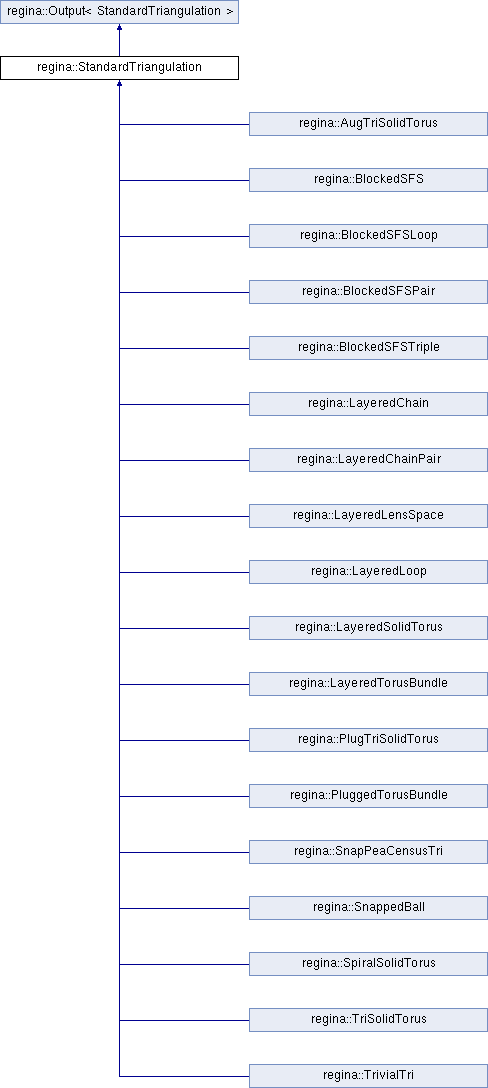 regina::Output< StandardTriangulation >
regina::StandardTriangulation
regina::AugTriSolidTorus
regina::BlockedSFS
regina::BlockedSFSLoop
regina::BlockedSFSPair
regina::BlockedSFSTriple
regina::LayeredChain
regina::LayeredChainPair
regina::LayeredLensSpace
regina::LayeredLoop
regina::LayeredSolidTorus
regina::LayeredTorusBundle
regina::PlugTriSolidTorus
regina::PluggedTorusBundle
regina::SnapPeaCensusTri
regina::SnappedBall
regina::SpiralSolidTorus
regina::TriSolidTorus
regina::TrivialTri